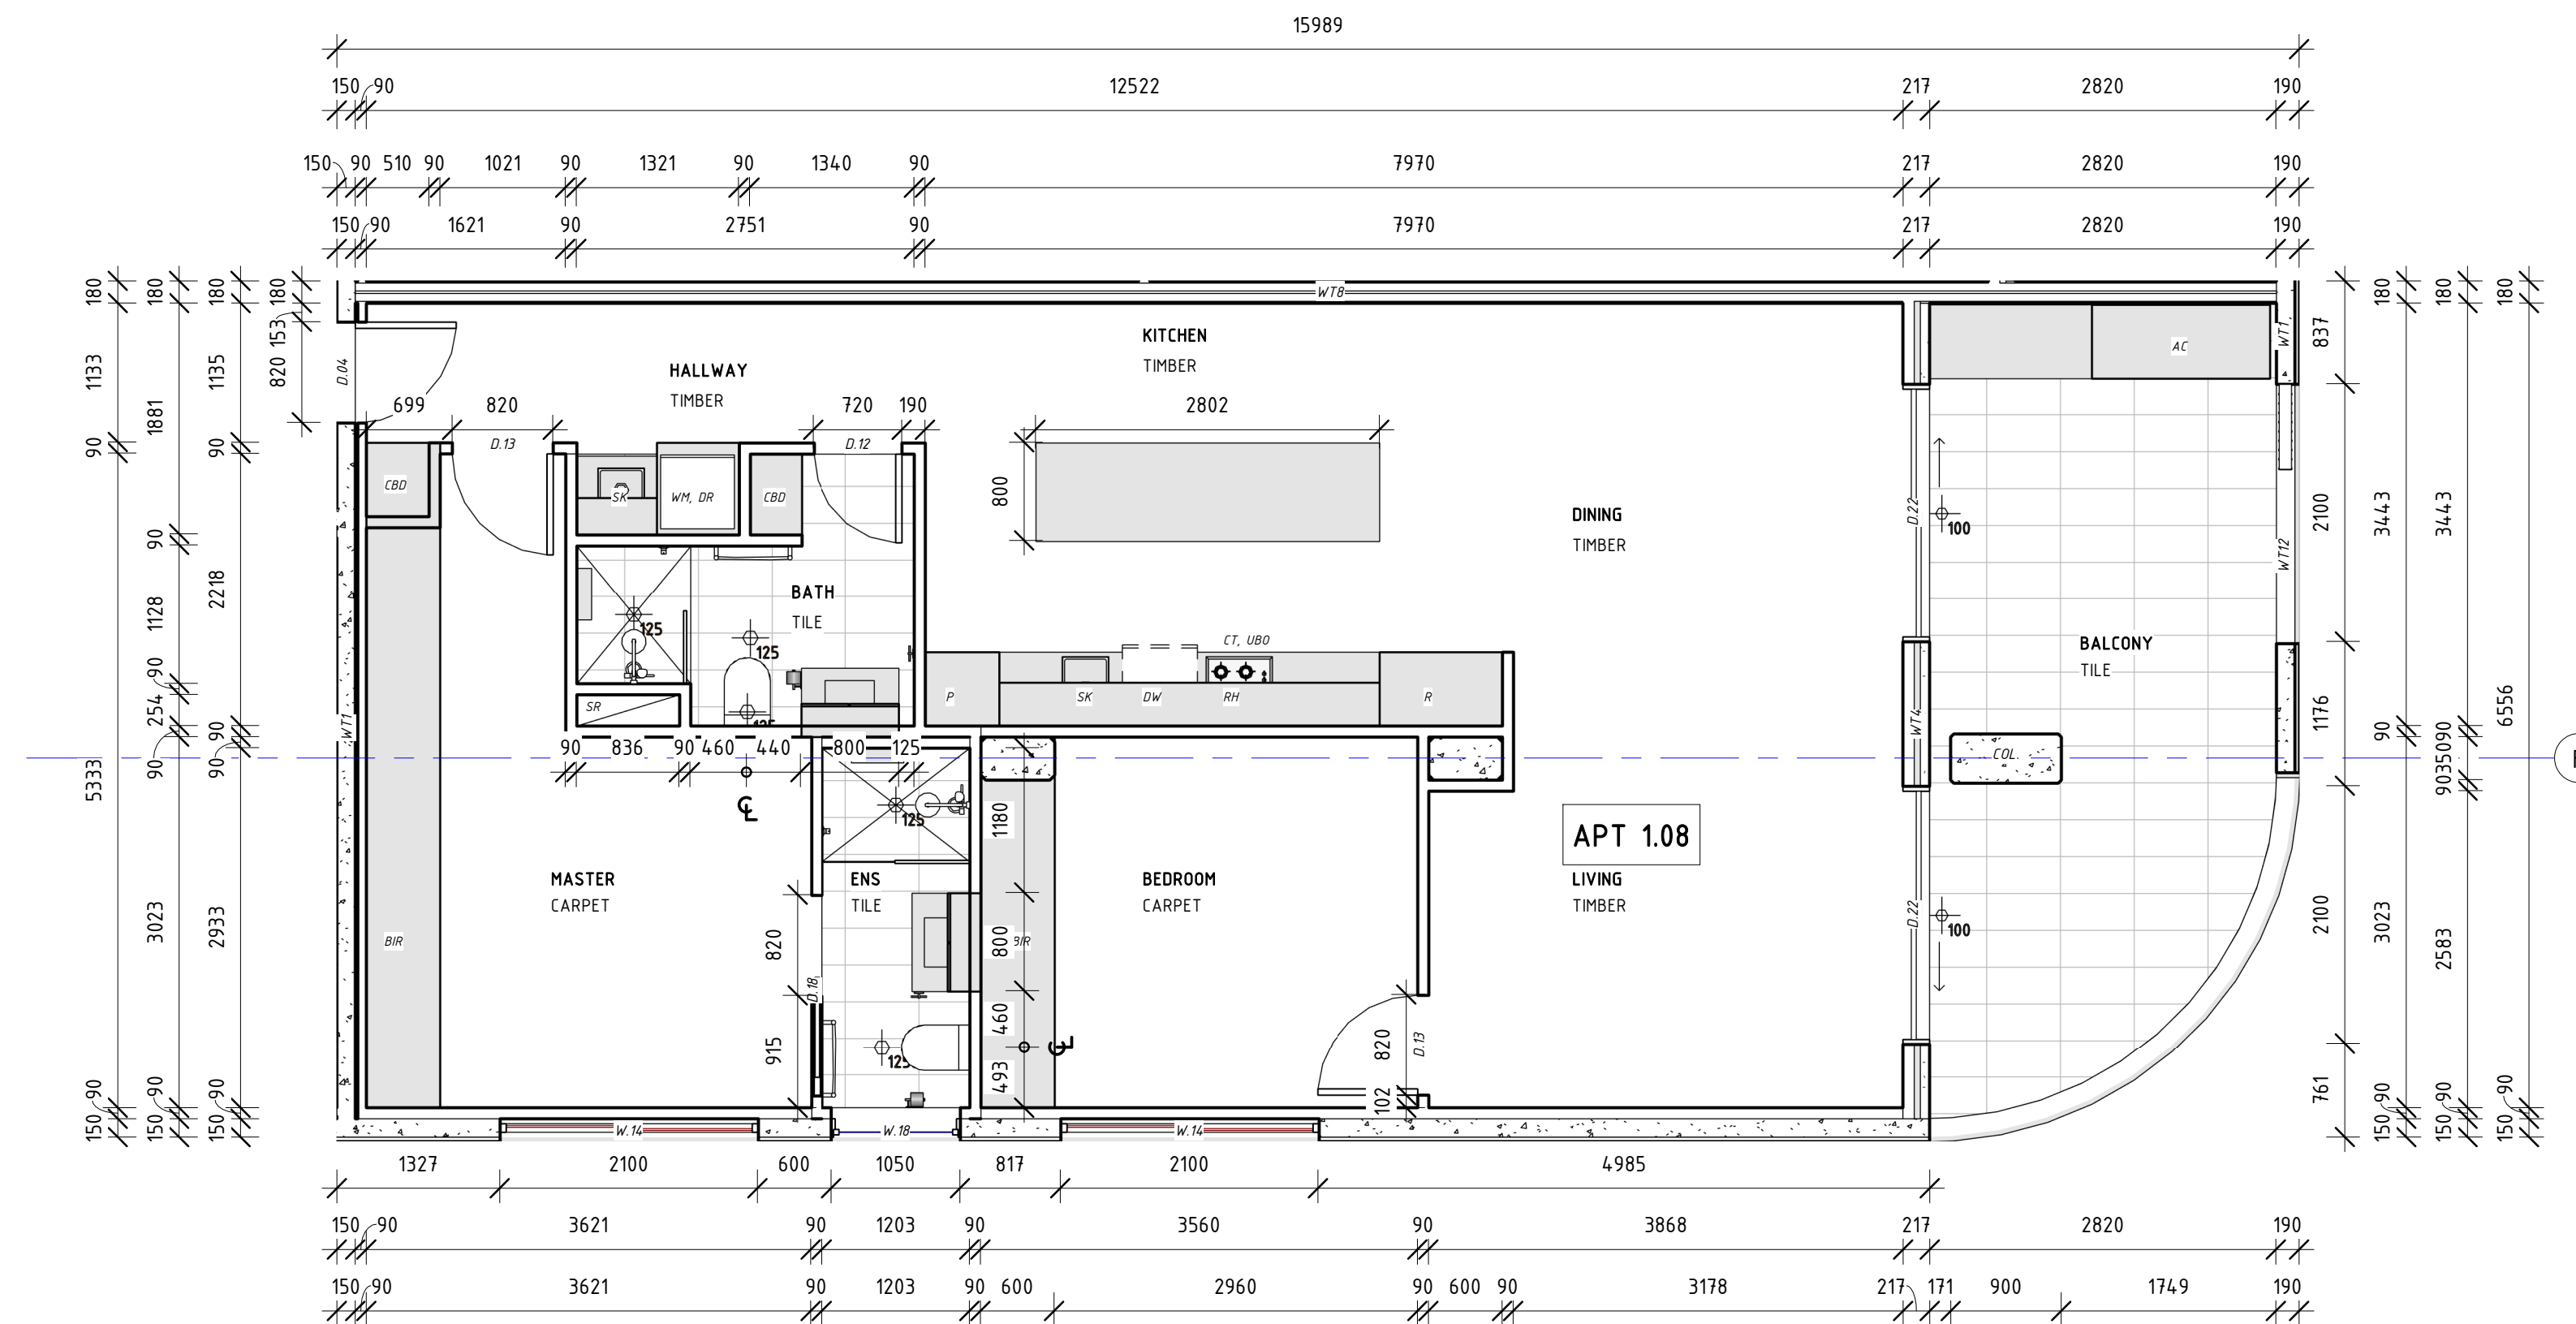 15989
150 90 12522 217 2820 190
150 90 510 90 1021 90 1321 90 1340 90 7970 217 2820 190
150 90 1621 90 2751 90 7970 217 2820 190
180 180 180 180 180 180 180
WT8
153 1133 1135 820 1881 D.04
KITCHEN
TIMBER
837 WT1 AC
HALLWAY
TIMBER
699 820 720 190 2802
D.13 D.12
90 90
CBD SK WM, DR CBD 800
DINING
TIMBER
D.22 100 2100 3443 3443
90 1128 2218
WT12
BATH
TILE
125
125
CT, UBO
BALCONY
TILE
90 254 90 90 90
SR P SK DW RH R
125
WT1 WT4 1176 6556
90 836 90 460 440 800 125
COL
90 90 350 90
5333
℄
125
1180
APT 1.08
MASTER
CARPET
ENS
TILE
BEDROOM
CARPET
LIVING
TIMBER
3023 2933 BIR 820 800 BIR D.22 100 2100 3023 2583
D.18
915 125 460 ℄ 820 D.13
493 102 761
90 90 90 90 90 90
150 150 150 150 150 150
W.14 W.18 W.14
1327 2100 600 1050 817 2100 4985
150 90 3621 90 1203 90 3560 90 3868 217 2820 190
150 90 3621 90 1203 90 600 2960 90 600 90 3178 217 171 900 1749 190